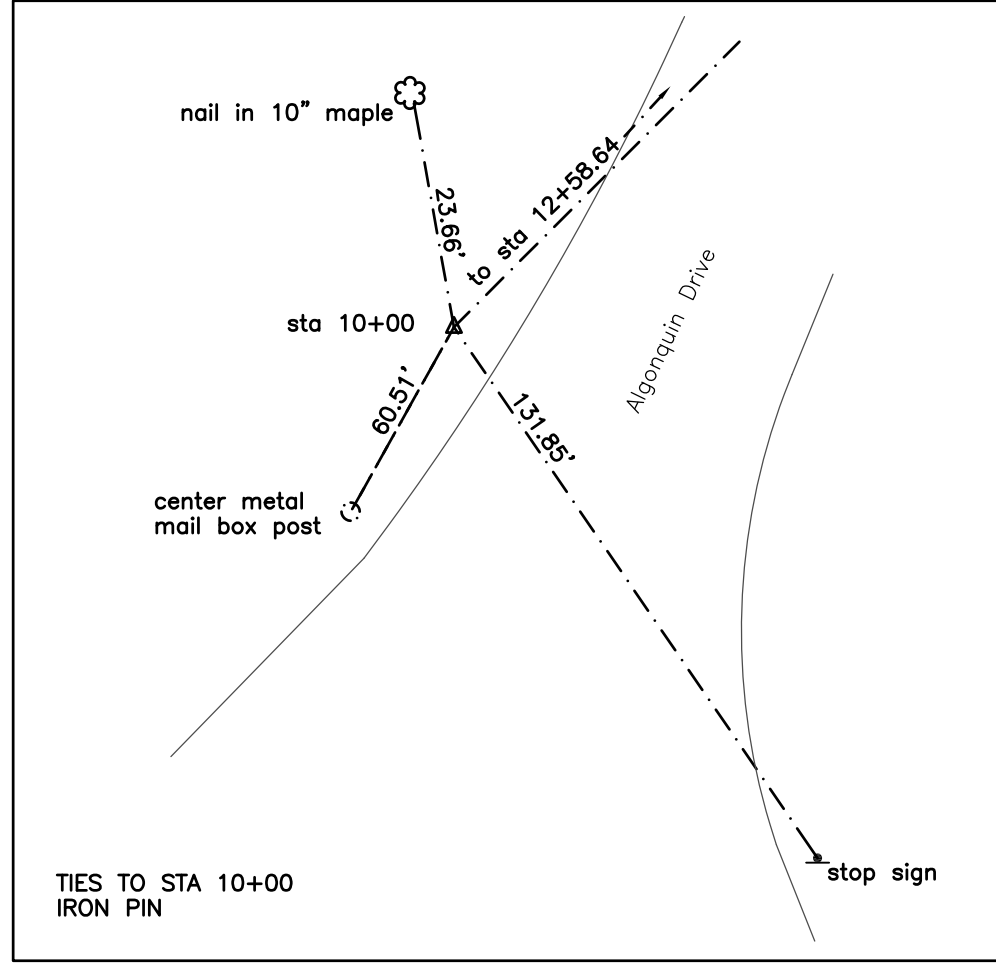 nail in 10” maple
23.66’
to sta 12+58.64
sta 10+00
Algonquin Drive
60.51’
131.85’
center metal
mail box post
stop sign
TIES TO STA 10+00
IRON PIN